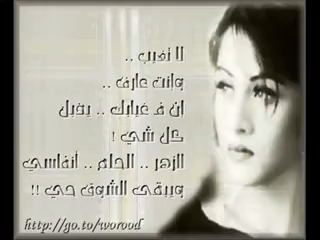 لا تغيب ..
وانت عارف ..
ان ف غيابك .. يذبل
كل شي !
الزهر .. الحلم .. أنفاسي
ويبقى الشوق حي !!
http://go.to/worood